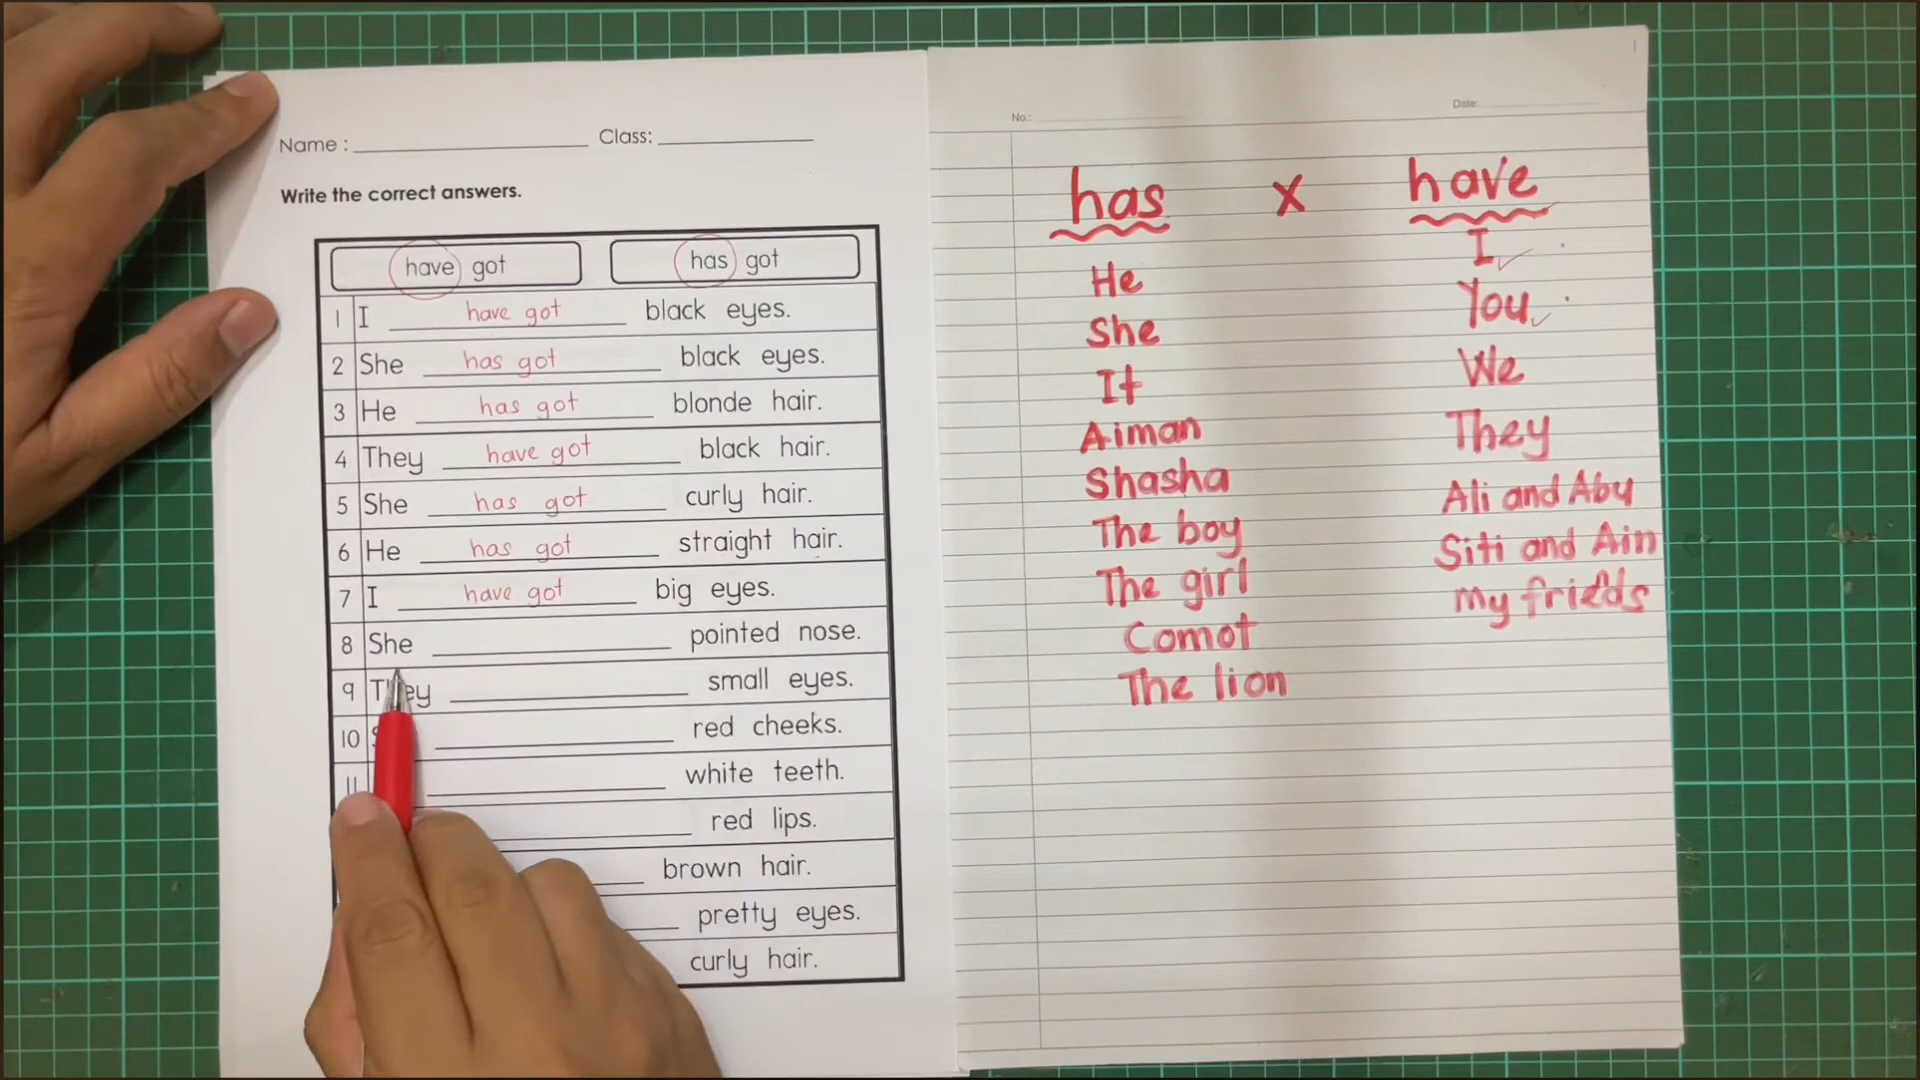 Name : Class:
Write the correct answers.
have got has got
1 I have got black eyes.
2 She has got black eyes.
3 He has got blonde hair.
4 They have got black hair.
5 She has got curly hair.
6 He has got straight hair.
7 I have got big eyes.
8 She pointed nose.
9 They small eyes.
10 red cheeks.
11 white teeth.
red lips.
brown hair.
pretty eyes.
curly hair.
No.: Date:
has x have
He
She
It
Aiman
Shasha
The boy
The girl
Comot
The lion
I
You
We
They
Ali and Abu
Siti and Ain
my frieds